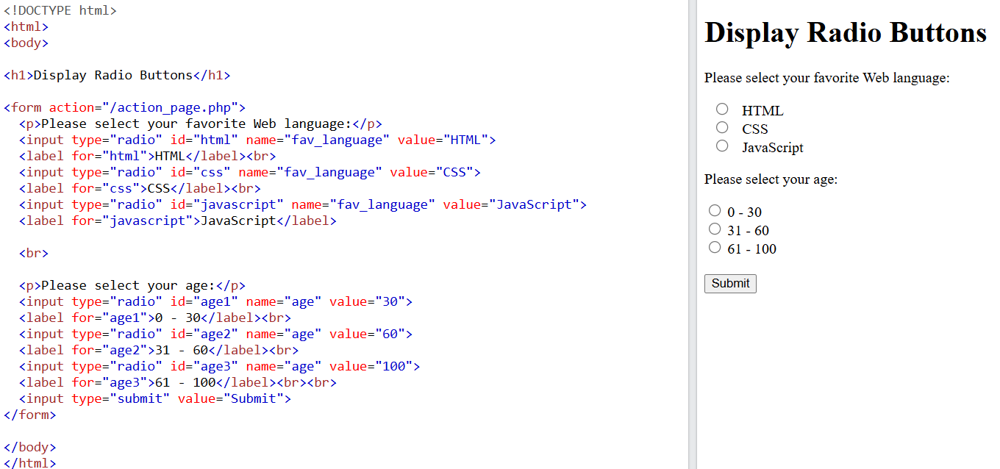 <!DOCTYPE html>
<html>
<body>
<h1>Display Radio Buttons</h1>
<form action="/action_page.php">
<p>Please select your favorite Web language:</p>
<input type="radio" id="html" name="fav_language" value="HTML">
<label for="html">HTML</label><br>
<input type="radio" id="css" name="fav_language" value="CSS">
<label for="css">CSS</label><br>
<input type="radio" id="javascript" name="fav_language" value="JavaScript">
<label for="javascript">JavaScript</label>
<br>
<p>Please select your age:</p>
<input type="radio" id="age1" name="age" value="30">
<label for="age1">0 - 30</label><br>
<input type="radio" id="age2" name="age" value="60">
<label for="age2">31 - 60</label><br>
<input type="radio" id="age3" name="age" value="100">
<label for="age3">61 - 100</label><br><br>
<input type="submit" value="Submit">
</form>
</body>
</html>
Display Radio Buttons
Please select your favorite Web language:
HTML
CSS
JavaScript
Please select your age:
0 - 30
31 - 60
61 - 100
Submit